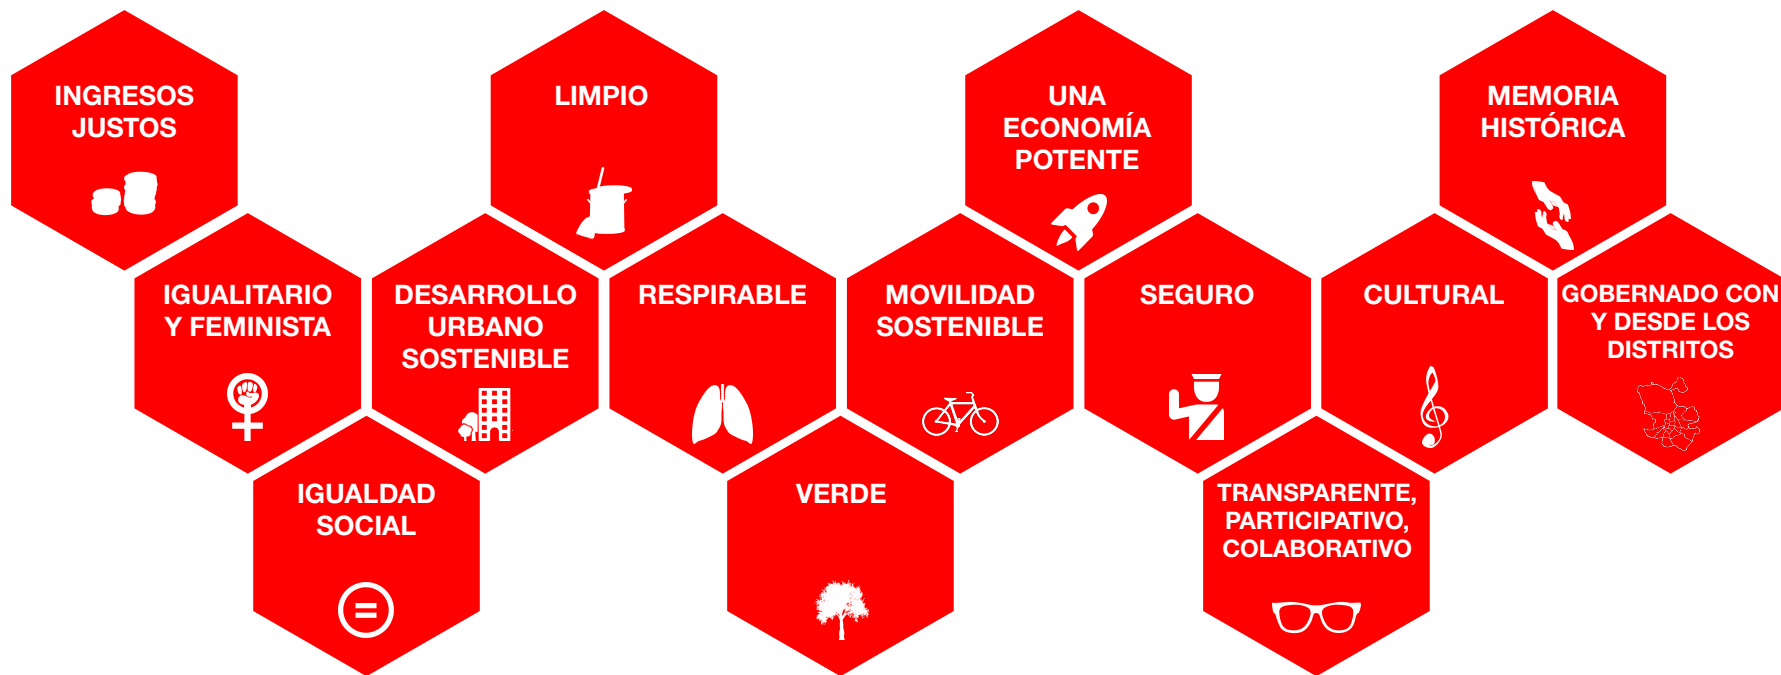 INGRESOS
JUSTOS
LIMPIO
UNA
ECONOMÍA
POTENTE
MEMORIA
HISTÓRICA
IGUALITARIO
Y FEMINISTA
DESARROLLO
URBANO
SOSTENIBLE
RESPIRABLE
MOVILIDAD
SOSTENIBLE
SEGURO
CULTURAL
GOBERNADO CON
Y DESDE LOS
DISTRITOS
IGUALDAD
SOCIAL
VERDE
TRANSPARENTE,
PARTICIPATIVO,
COLABORATIVO